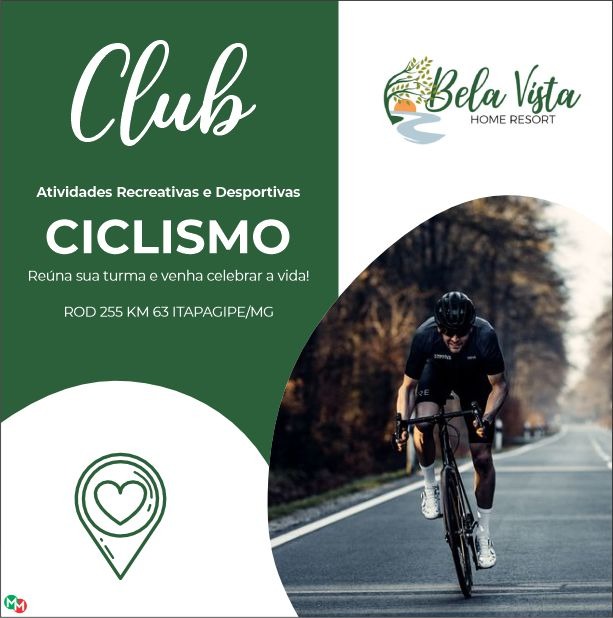 Club
Bela Vista
HOME RESORT
Atividades Recreativas e Desportivas
CICLISMO
Reúna sua turma e venha celebrar a vida!
ROD 255 KM 63 ITAPAGIPE/MG
MM